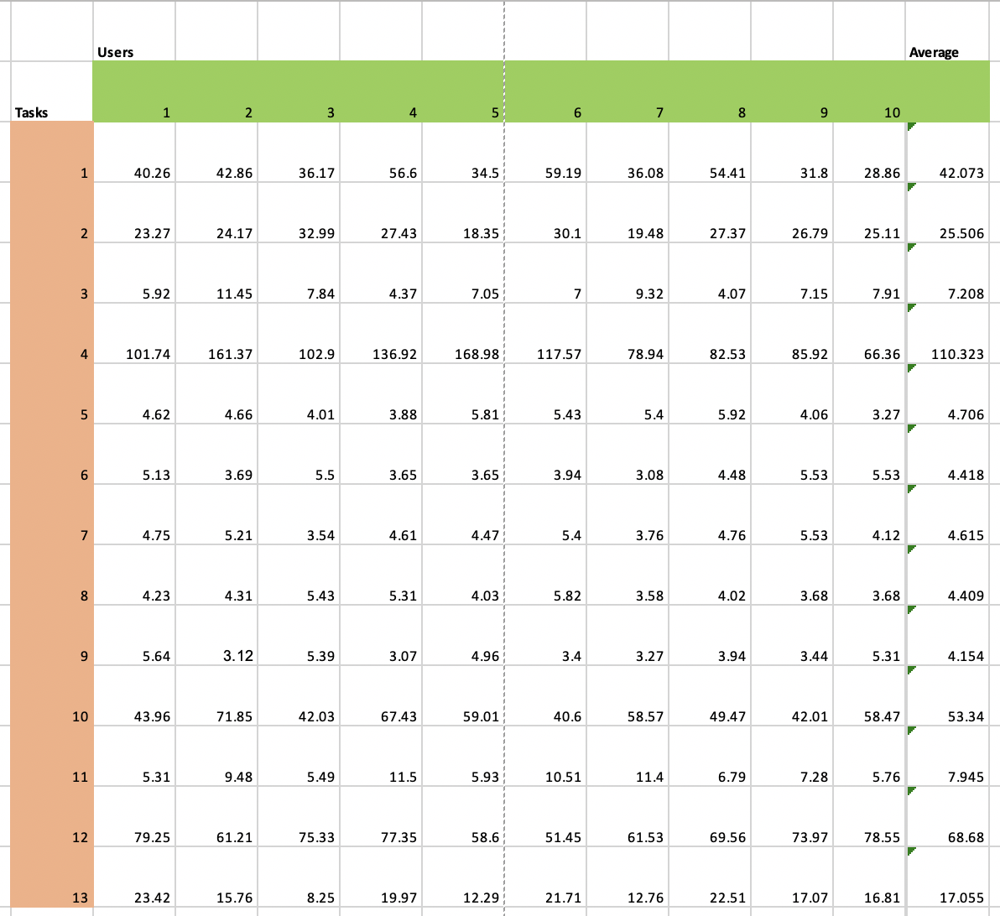 Users Average
Tasks 1 2 3 4 5 6 7 8 9 10
1 40.26 42.86 36.17 56.6 34.5 59.19 36.08 54.41 31.8 28.86 42.073
2 23.27 24.17 32.99 27.43 18.35 30.1 19.48 27.37 26.79 25.11 25.506
3 5.92 11.45 7.84 4.37 7.05 7 9.32 4.07 7.15 7.91 7.208
4 101.74 161.37 102.9 136.92 168.98 117.57 78.94 82.53 85.92 66.36 110.323
5 4.62 4.66 4.01 3.88 5.81 5.43 5.4 5.92 4.06 3.27 4.706
6 5.13 3.69 5.5 3.65 3.65 3.94 3.08 4.48 5.53 5.53 4.418
7 4.75 5.21 3.54 4.61 4.47 5.4 3.76 4.76 5.53 4.12 4.615
8 4.23 4.31 5.43 5.31 4.03 5.82 3.58 4.02 3.68 3.68 4.409
9 5.64 3.12 5.39 3.07 4.96 3.4 3.27 3.94 3.44 5.31 4.154
10 43.96 71.85 42.03 67.43 59.01 40.6 58.57 49.47 42.01 58.47 53.34
11 5.31 9.48 5.49 11.5 5.93 10.51 11.4 6.79 7.28 5.76 7.945
12 79.25 61.21 75.33 77.35 58.6 51.45 61.53 69.56 73.97 78.55 68.68
13 23.42 15.76 8.25 19.97 12.29 21.71 12.76 22.51 17.07 16.81 17.055